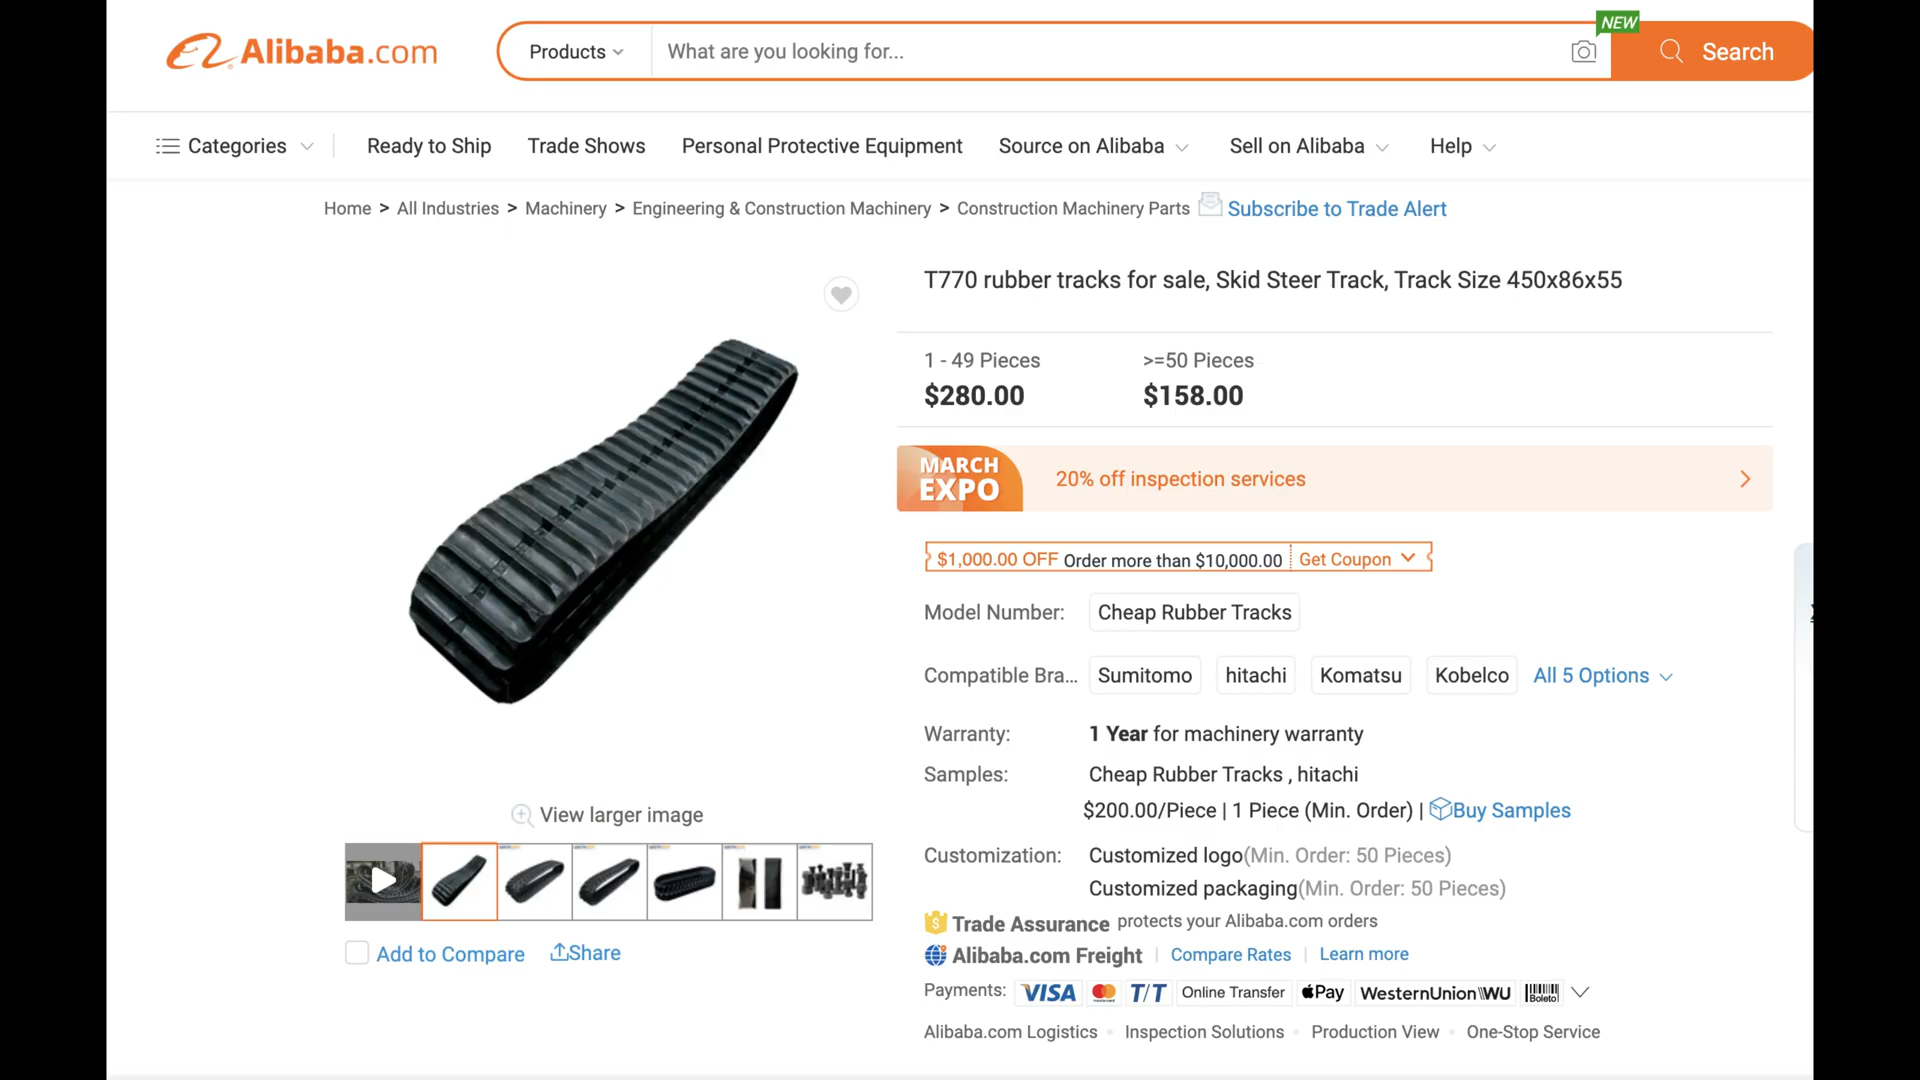 Alibaba.com
Products
What are you looking for...
NEW
Search
Categories
Ready to Ship
Trade Shows
Personal Protective Equipment
Source on Alibaba
Sell on Alibaba
Help
Home > All Industries > Machinery > Engineering & Construction Machinery > Construction Machinery Parts
Subscribe to Trade Alert
T770 rubber tracks for sale, Skid Steer Track, Track Size 450x86x55
1 - 49 Pieces
$280.00
>=50 Pieces
$158.00
MARCH
EXPO
20% off inspection services
$1,000.00 OFF Order more than $10,000.00 Get Coupon
Model Number: Cheap Rubber Tracks
Compatible Bra... Sumitomo hitachi Komatsu Kobelco All 5 Options
Warranty: 1 Year for machinery warranty
Samples: Cheap Rubber Tracks , hitachi
$200.00/Piece | 1 Piece (Min. Order) | Buy Samples
Customization: Customized logo(Min. Order: 50 Pieces)
Customized packaging(Min. Order: 50 Pieces)
Trade Assurance protects your Alibaba.com orders
Alibaba.com Freight Compare Rates Learn more
Payments: VISA T/T Online Transfer Pay WesternUnion WU Boleto
Alibaba.com Logistics Inspection Solutions Production View One-Stop Service
View larger image
Add to Compare
Share